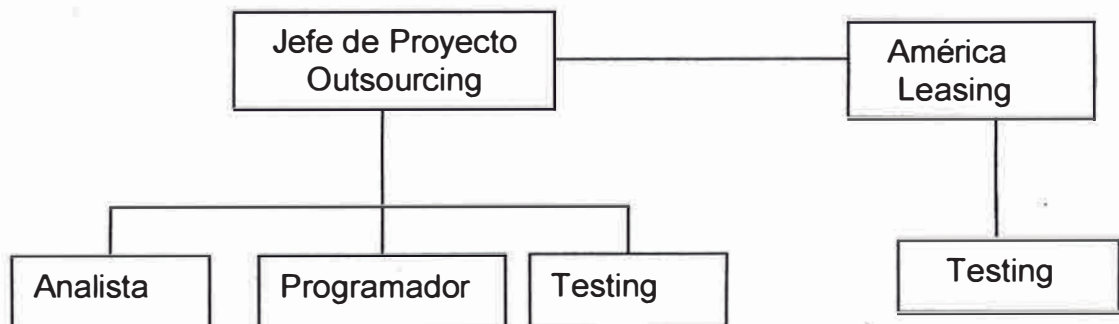 Jefe de Proyecto
Outsourcing
América
Leasing
Analista
Programador
Testing
Testing